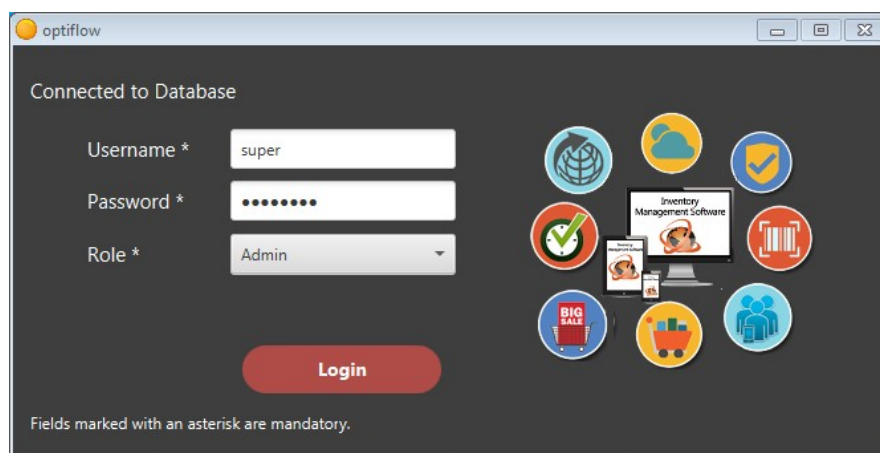 optiflow
Connected to Database
Username *
super
Password *
••••••••
Role *
Admin
Inventory
Management Software
BIG
SALE
Login
Fields marked with an asterisk are mandatory.